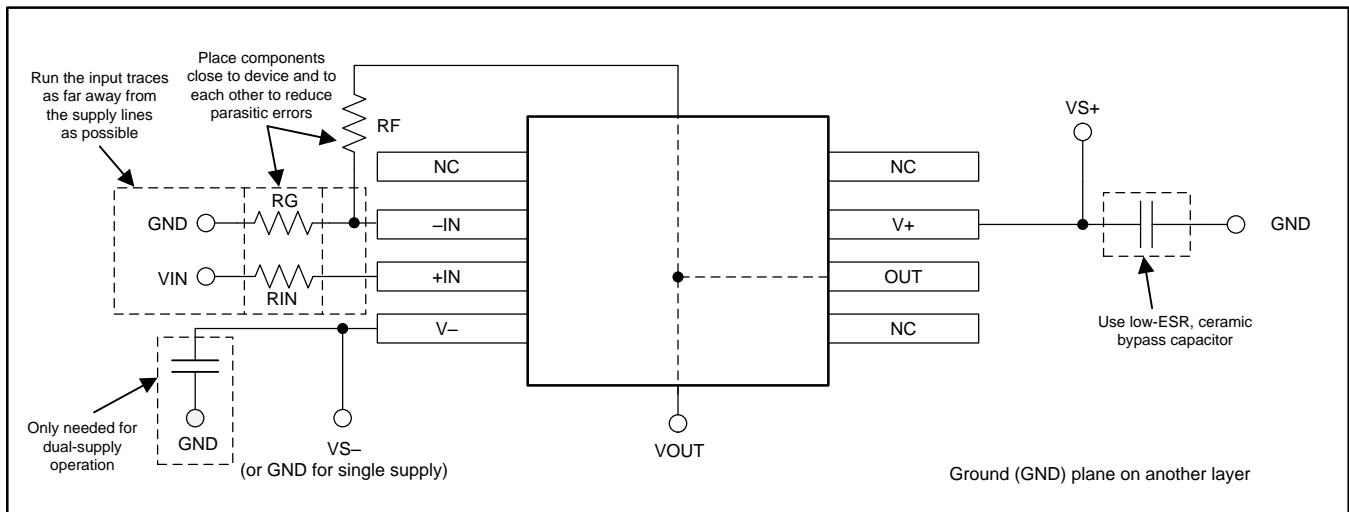 Run the input traces
as far away from
the supply lines
as possible
Place components
close to device and to
each other to reduce
parasitic errors
RF
NC
RG
GND
–IN
VIN
+IN
RIN
V–
Only needed for
dual-supply
operation
GND
VS–
(or GND for single supply)
VOUT
NC
V+
OUT
NC
VS+
GND
Use low-ESR, ceramic
bypass capacitor
Ground (GND) plane on another layer